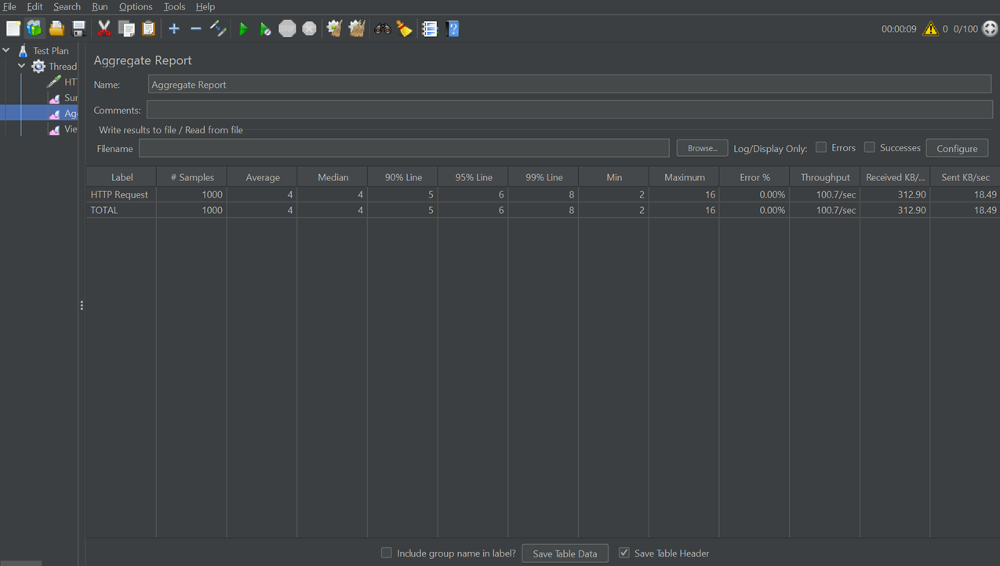 File Edit Search Run Options Tools Help
00:00:09 0 0/100
Test Plan
Thread
HT
Sur
Ag
Vie
Aggregate Report
Name: Aggregate Report
Comments:
Write results to file / Read from file
Filename Browse... Log/Display Only: Errors Successes Configure
Label # Samples Average Median 90% Line 95% Line 99% Line Min Maximum Error % Throughput Received KB/... Sent KB/sec
HTTP Request 1000 4 4 5 6 8 2 16 0.00% 100.7/sec 312.90 18.49
TOTAL 1000 4 4 5 6 8 2 16 0.00% 100.7/sec 312.90 18.49
Include group name in label? Save Table Data Save Table Header